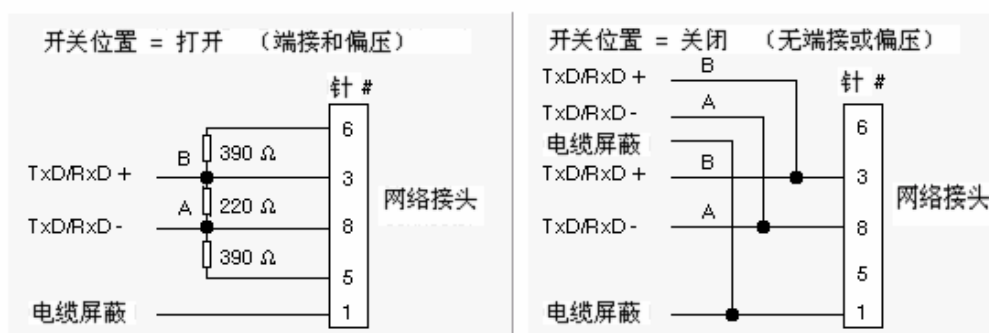 开关位置 = 打开 （端接和偏压）
针 #
6
390 Ω
B
TxD/RxD +
3
220 Ω
网络接头
A
TxD/RxD -
8
390 Ω
5
电缆屏蔽
1
开关位置 = 关闭 （无端接或偏压）
B
TxD/RxD +
针 #
A
TxD/RxD -
6
电缆屏蔽
B
TxD/RxD +
3
网络接头
A
TxD/RxD -
8
5
电缆屏蔽
1